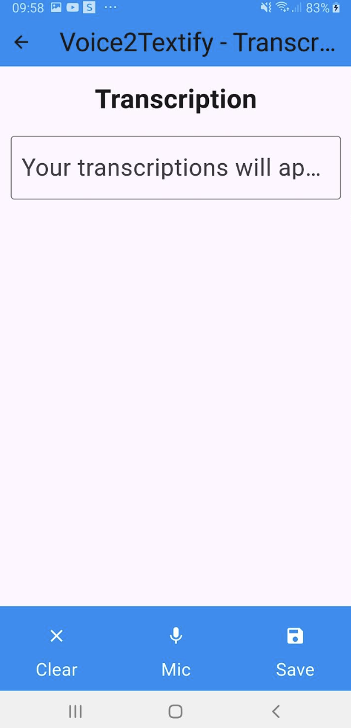 09:58 83%
Voice2Textify - Transcr...
Transcription
Your transcriptions will ap...
Clear Mic Save